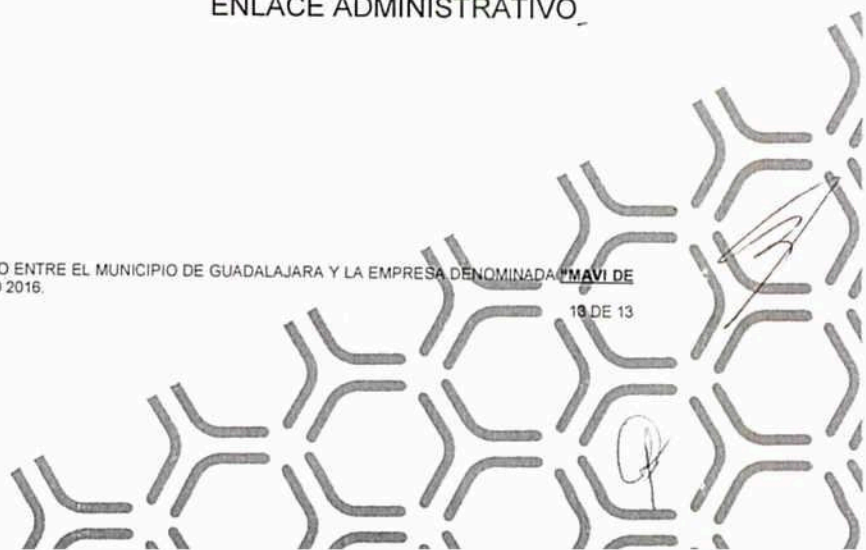 ENLACE ADMINISTRATIVO
O ENTRE EL MUNICIPIO DE GUADALAJARA Y LA EMPRESA DENOMINADA "MAVI DE
2016.
13 DE 13